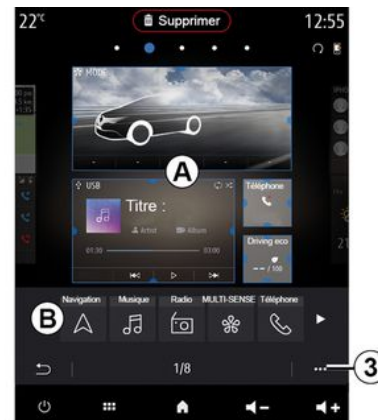 22°C
Supprimer
12:55
MODE
A
USB
Titre :
Artist
Album
01:30
03:00
Téléphone
Driving eco
-- / 100
B
Navigation
Musique
Radio
MULTI-SENSE
Téléphone
1/8
...
3